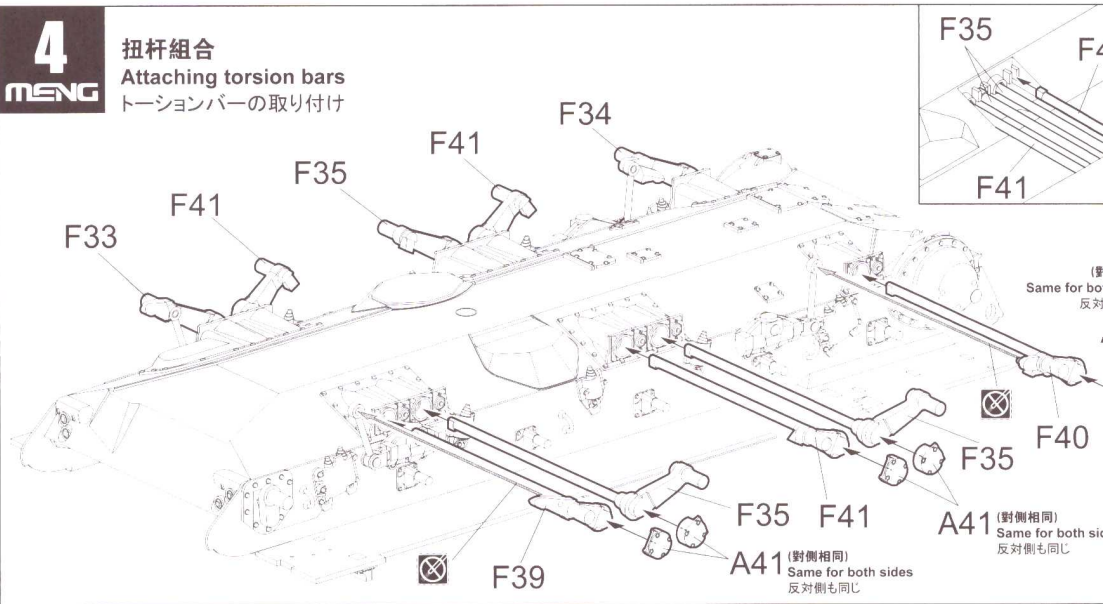 4
MENG
扭杆組合
Attaching torsion bars
トーションバーの取り付け
F35
F41
F34
F41
F35
F41
F33
Same for bo
反対
F40
F35
F41
F35
F39
A41
(對側相同)
Same for both sid
反対側も同じ
A41
(對側相同)
Same for both sides
反対側も同じ